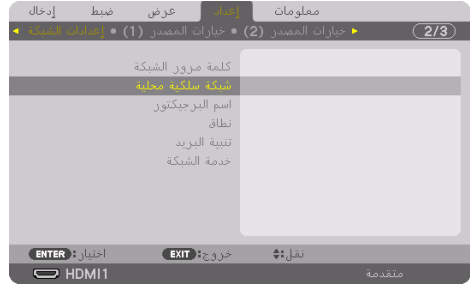 إدخال ضبط عرض إعداد معلومات
◄ إعدادات الشبكة • خيارات المصدر (1) • خيارات المصدر (2) ► 2/3
كلمة مرور الشبكة
شبكة سلكية محلية
اسم البرجيكتور
نطاق
تنبية البريد
خدمة الشبكة
ENTER :اختيار EXIT :خروج نقل:
HDMI1 متقدمة